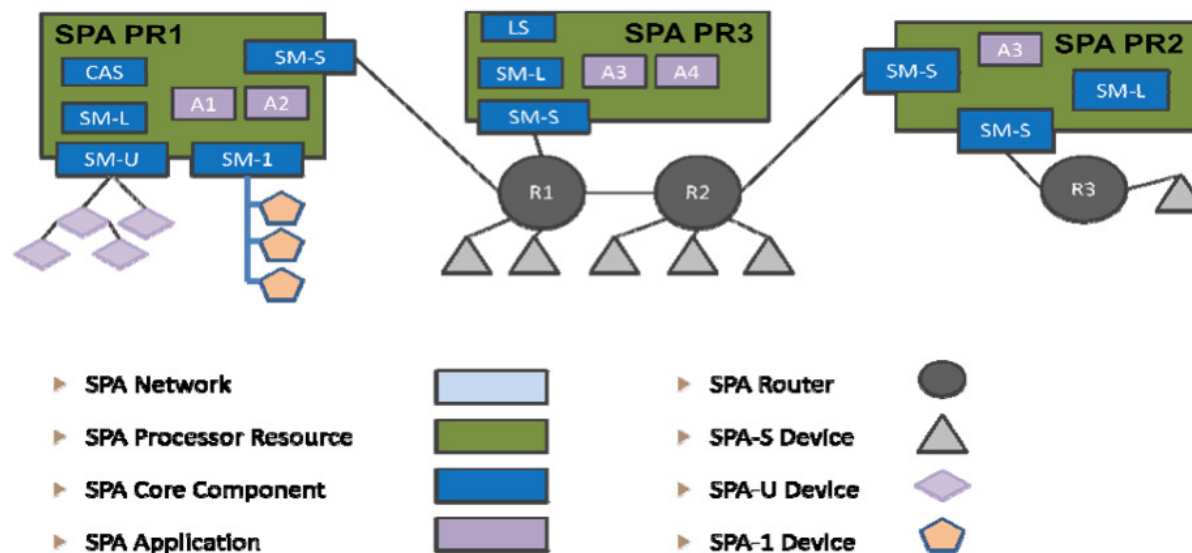 SPA PR1
SM-S
CAS
A1
A2
SM-L
SM-U
SM-1
LS
SPA PR3
SM-L
A3
A4
SM-S
SM-S
A3
SPA PR2
SM-L
SM-S
R1
R2
R3
SPA Network
SPA Processor Resource
SPA Core Component
SPA Application
SPA Router
SPA-S Device
SPA-U Device
SPA-1 Device